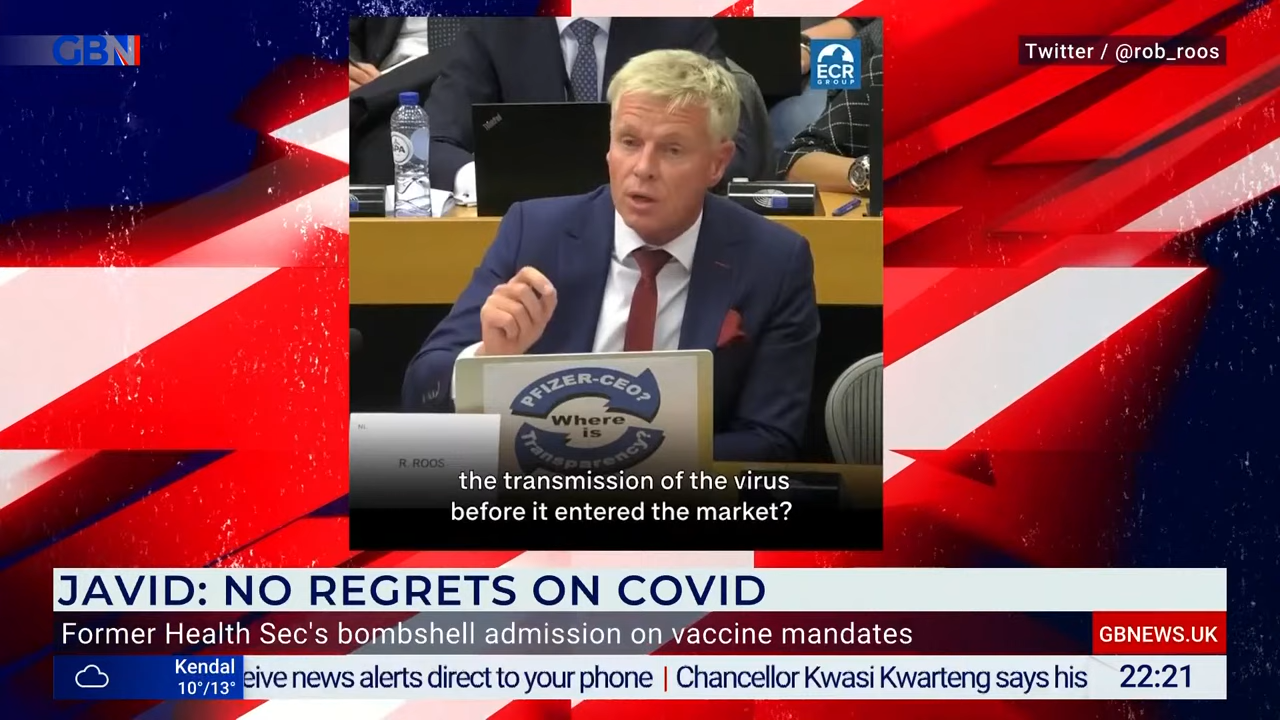 GBN
Twitter / @rob_roos
ECR
GROUP
PFIZER-CEO?
Where
is
Transparency?
NL
R. ROOS
the transmission of the virus
before it entered the market?
JAVID: NO REGRETS ON COVID
Former Health Sec's bombshell admission on vaccine mandates
GBNEWS.UK
Kendal
10°/13°
eive news alerts direct to your phone | Chancellor Kwasi Kwarteng says his
22:21